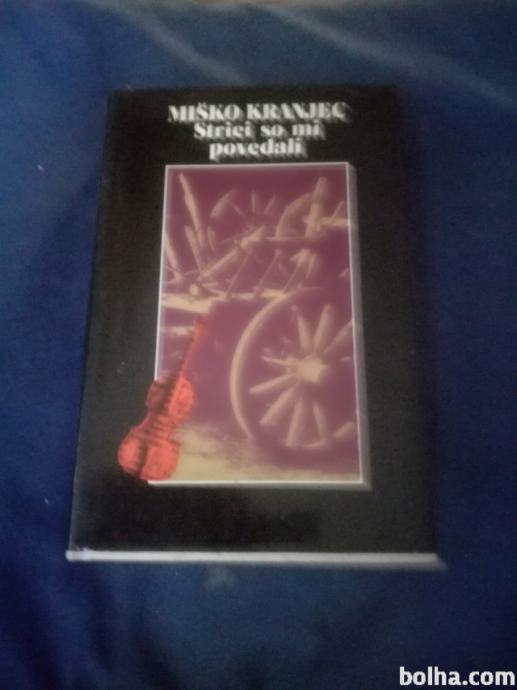 MIŠKO KRANJEC
Strici so mi
povedali
bolha.com